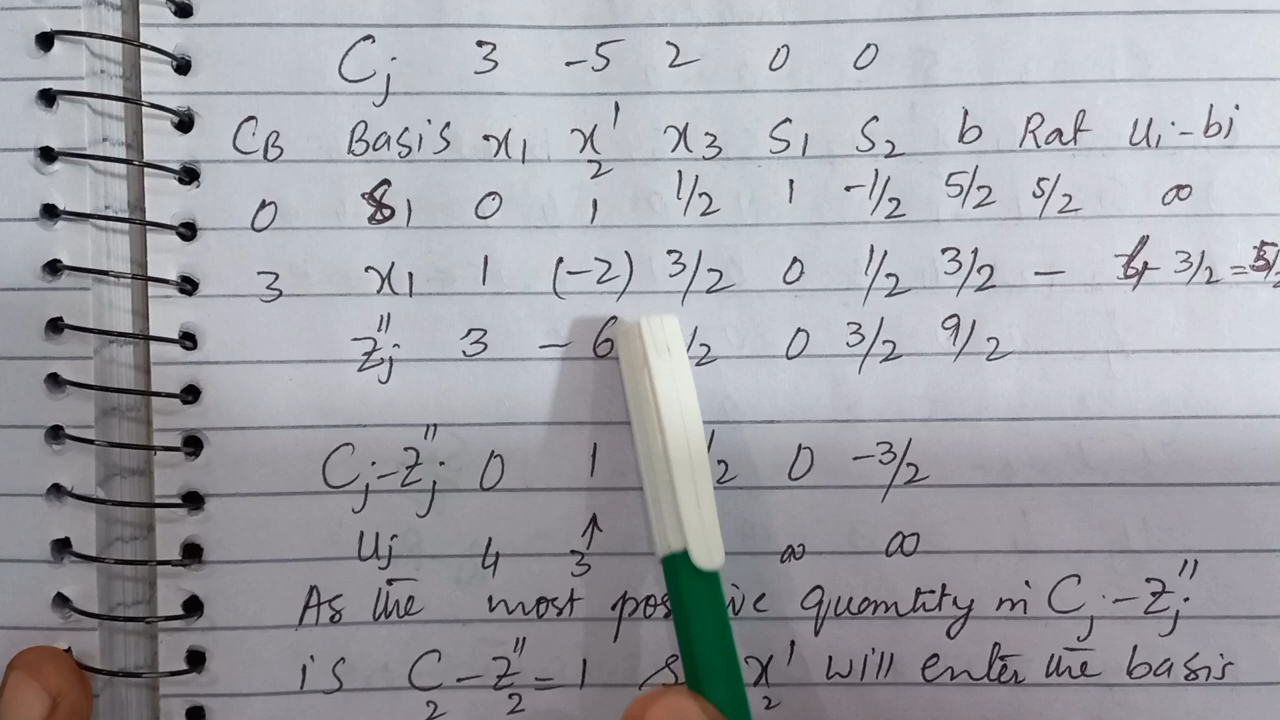 Cj 3 -5 2 0 0
CB Basis x1 x2' x3 S1 S2 b Rat ui-bi
0 S1 0 1 1/2 1 -1/2 5/2 5/2 ∞
3 x1 1 (-2) 3/2 0 1/2 3/2 — 3/2 =
Zj'' 3 -6 /2 0 3/2 9/2
Cj-Zj'' 0 1 /2 0 -3/2
Uj 4 3 ↑ ∞ ∞
As the most quantity in Cj-Zj''
is C2-Z2''=1 x2' will enter the basis